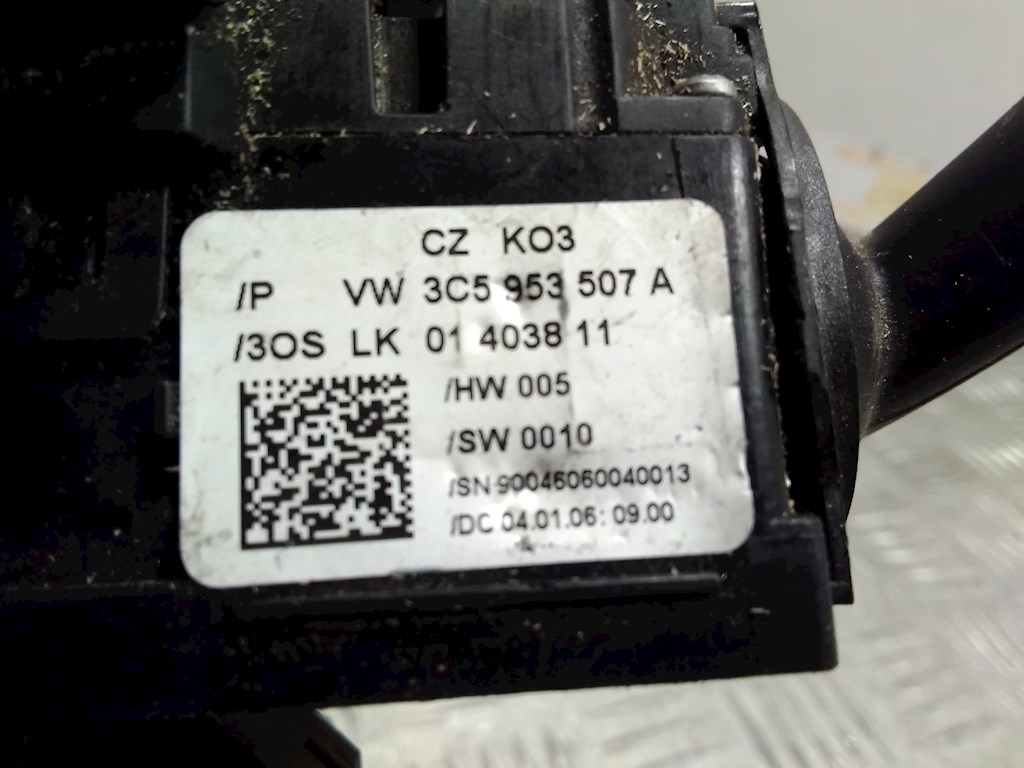 CZ KO3
/P VW 3C5 953 507 A
/3OS LK 01 4038 11
/HW 005
/SW 0010
/SN 90046060040013
/DC 04.01.06: 09.00